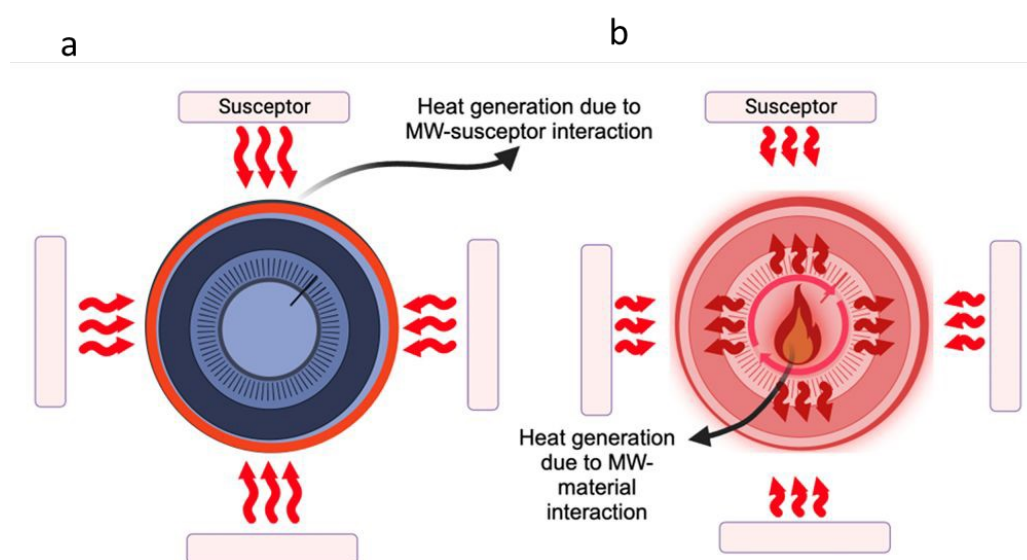 a
b
Susceptor
Heat generation due to
MW-susceptor interaction
Susceptor
Heat generation
due to MW-
material
interaction